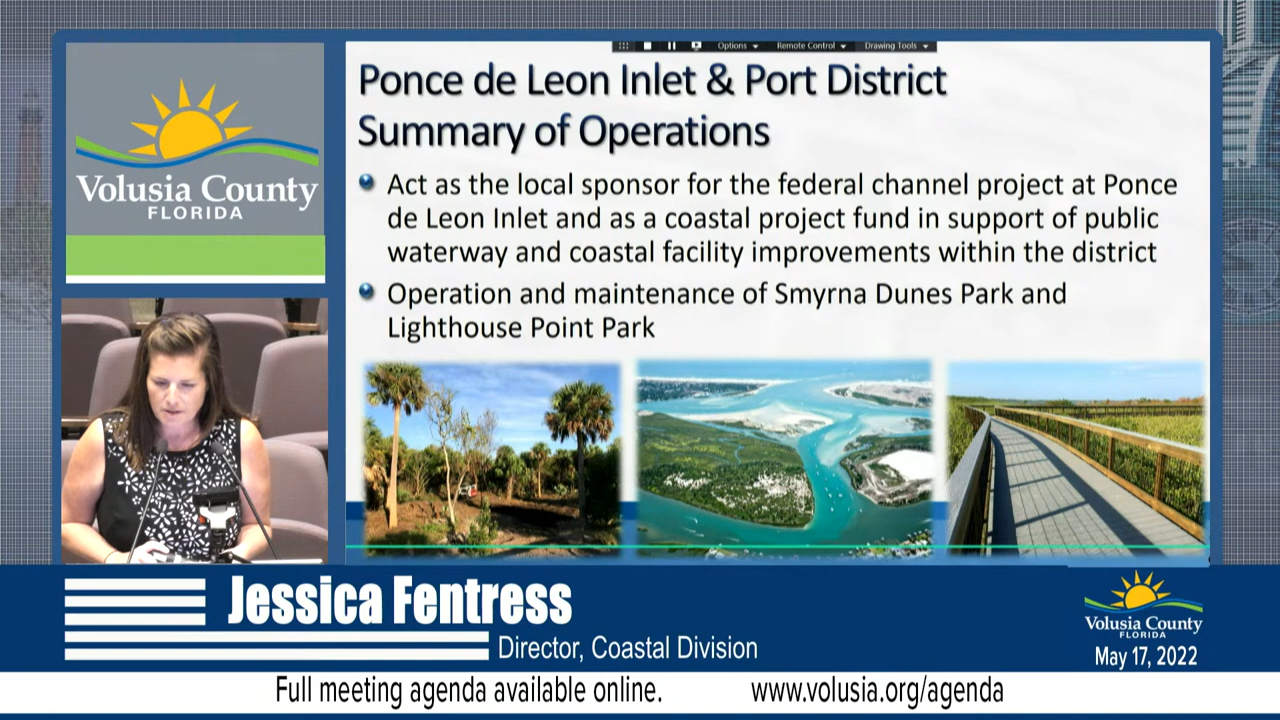 Options
Remote Control
Drawing Tools
Ponce de Leon Inlet & Port District
Summary of Operations
Act as the local sponsor for the federal channel project at Ponce
de Leon Inlet and as a coastal project fund in support of public
waterway and coastal facility improvements within the district
Operation and maintenance of Smyrna Dunes Park and
Lighthouse Point Park
Volusia County
FLORIDA
Jessica Fentress
Director, Coastal Division
Volusia County
FLORIDA
May 17, 2022
Full meeting agenda available online. www.volusia.org/agenda